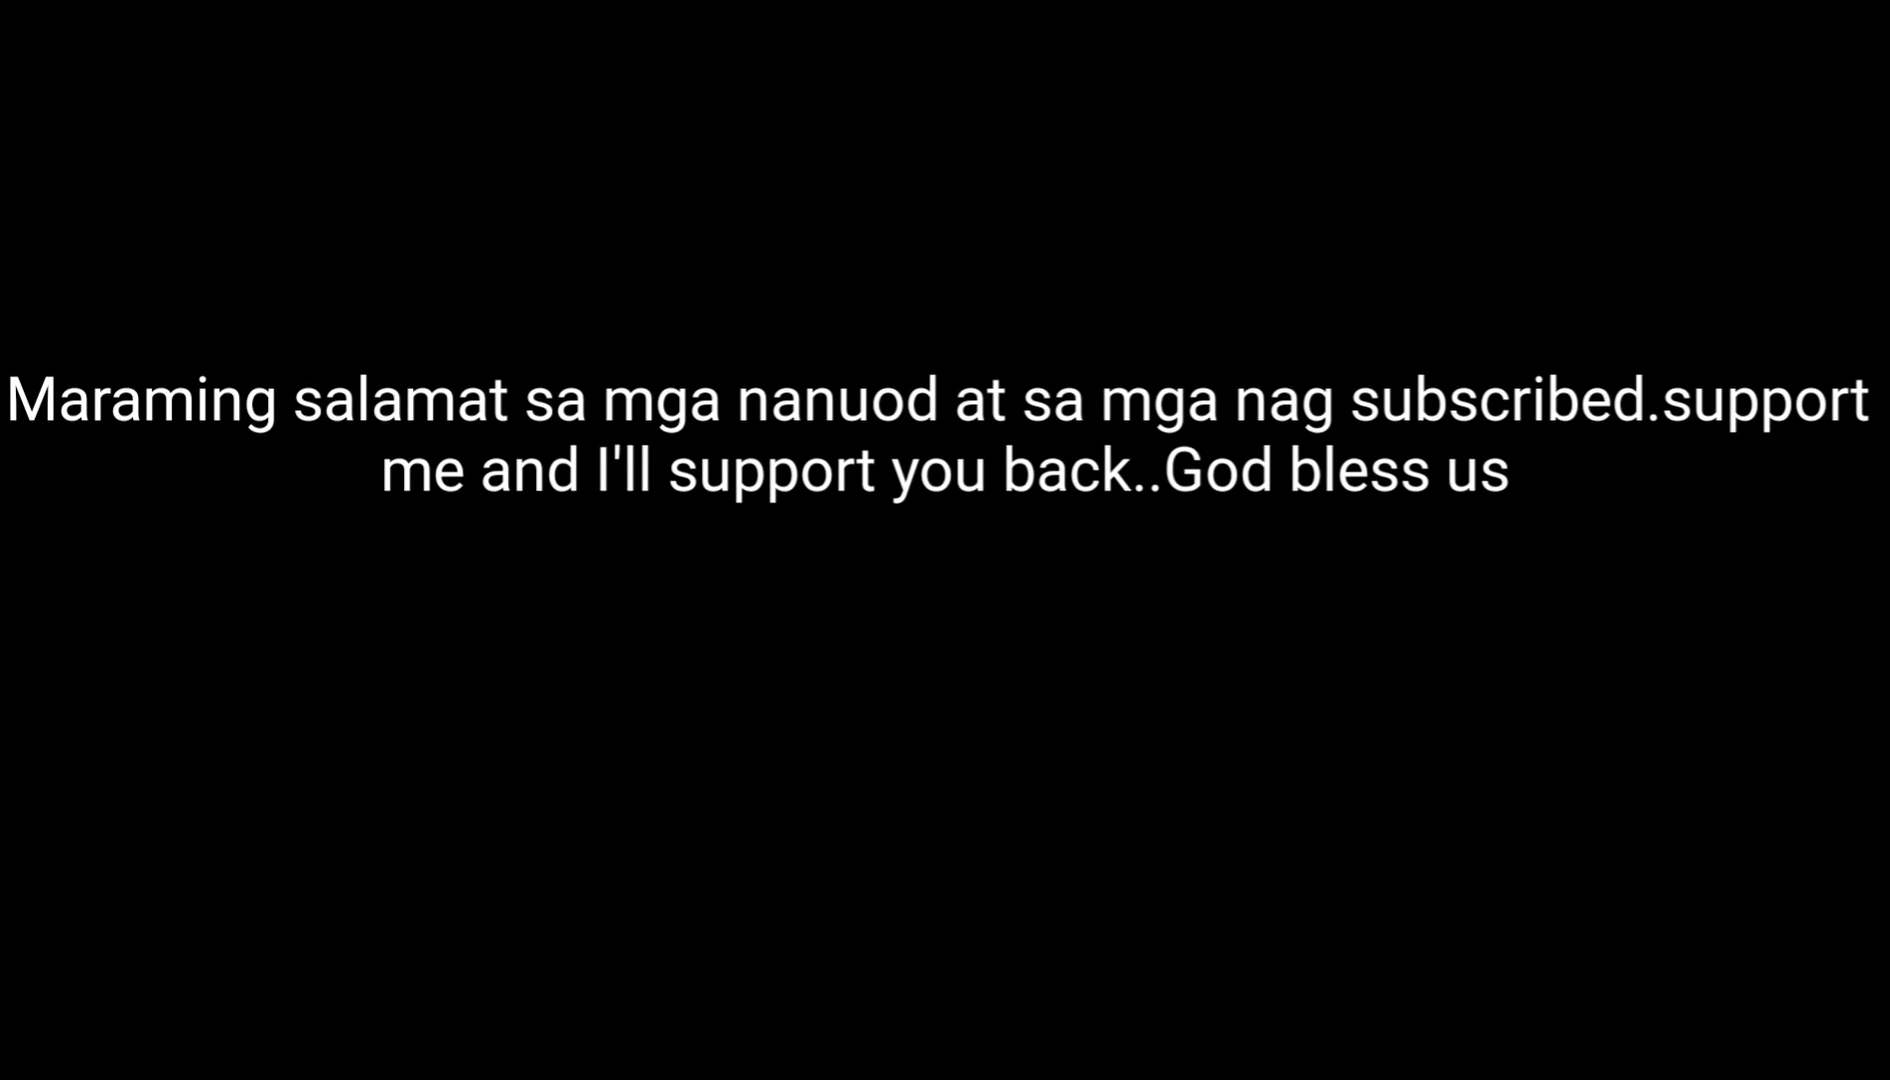 Maraming salamat sa mga nanuod at sa mga nag subscribed.support
me and I'll support you back..God bless us